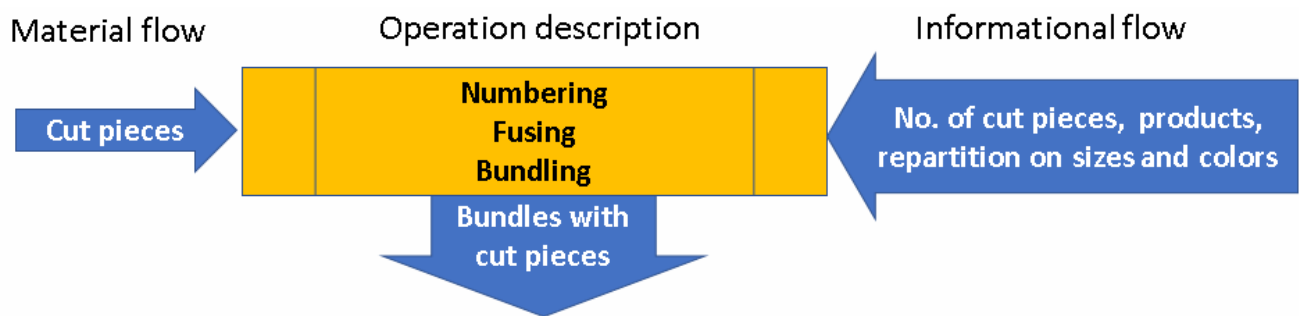 Material flow
Operation description
Informational flow
Cut pieces
Numbering
Fusing
Bundling
No. of cut pieces, products,
repartition on sizes and colors
Bundles with
cut pieces